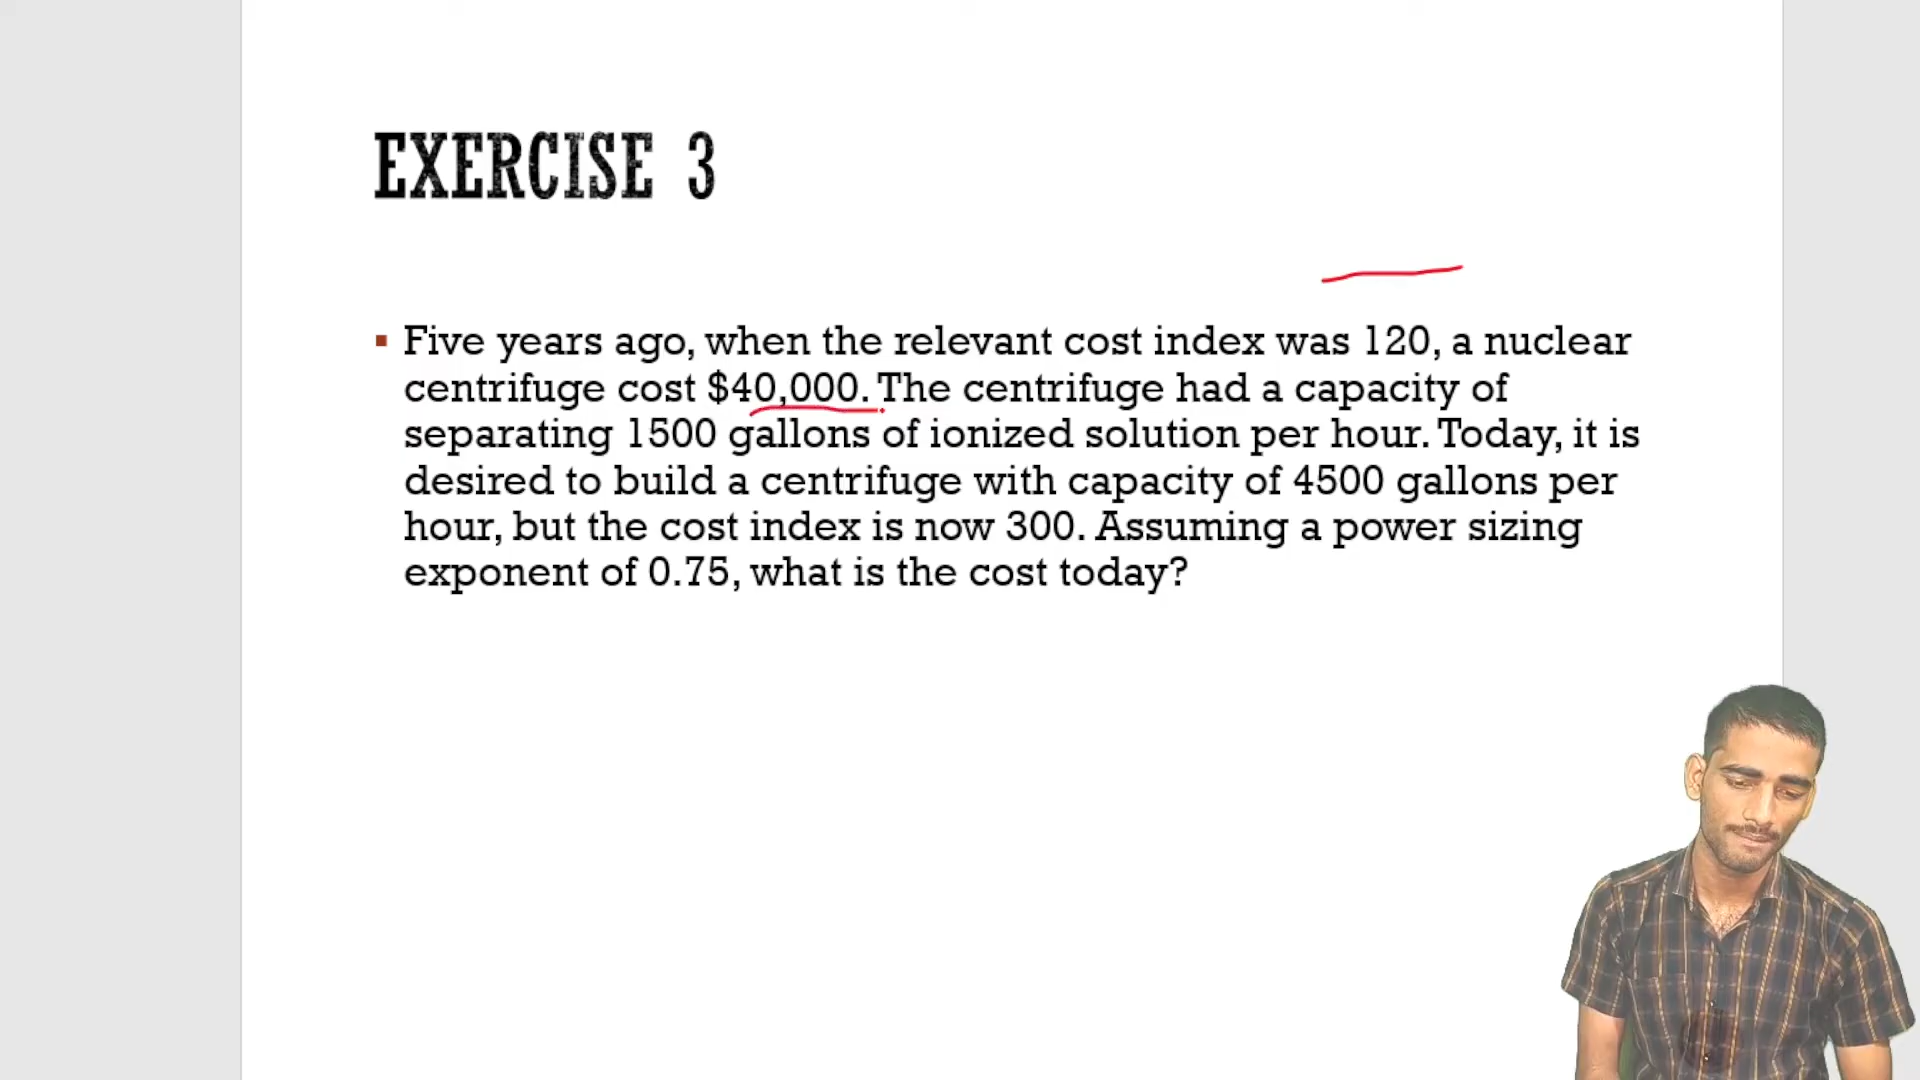 EXERCISE 3
▪ Five years ago, when the relevant cost index was 120, a nuclear
centrifuge cost $40,000. The centrifuge had a capacity of
separating 1500 gallons of ionized solution per hour. Today, it is
desired to build a centrifuge with capacity of 4500 gallons per
hour, but the cost index is now 300. Assuming a power sizing
exponent of 0.75, what is the cost today?